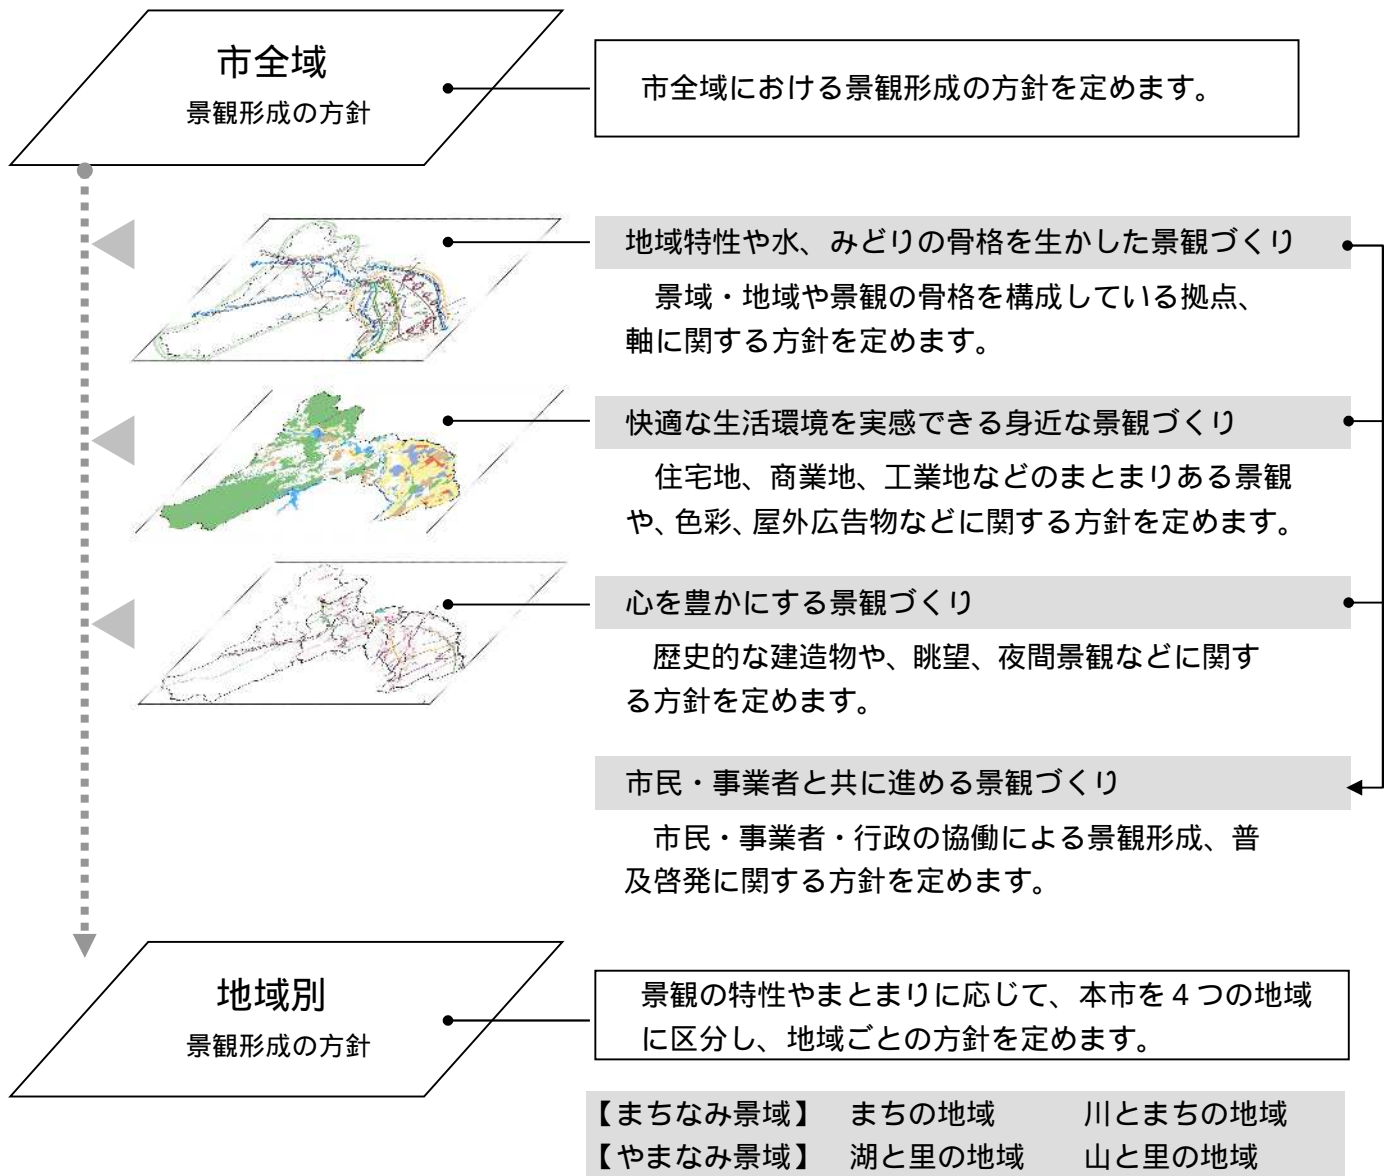 市全域
景観形成の方針
市全域における景観形成の方針を定めます。
地域特性や水、みどりの骨格を生かした景観づくり
景域・地域や景観の骨格を構成している拠点、
軸に関する方針を定めます。
快適な生活環境を実感できる身近な景観づくり
住宅地、商業地、工業地などのまとまりある景観
や、色彩、屋外広告物などに関する方針を定めます。
心を豊かにする景観づくり
歴史的な建造物や、眺望、夜間景観などに関す
る方針を定めます。
市民・事業者と共に進める景観づくり
市民・事業者・行政の協働による景観形成、普
及啓発に関する方針を定めます。
地域別
景観形成の方針
景観の特性やまとまりに応じて、本市を４つの地域
に区分し、地域ごとの方針を定めます。
【まちなみ景域】 まちの地域 川とまちの地域
【やまなみ景域】 湖と里の地域 山と里の地域